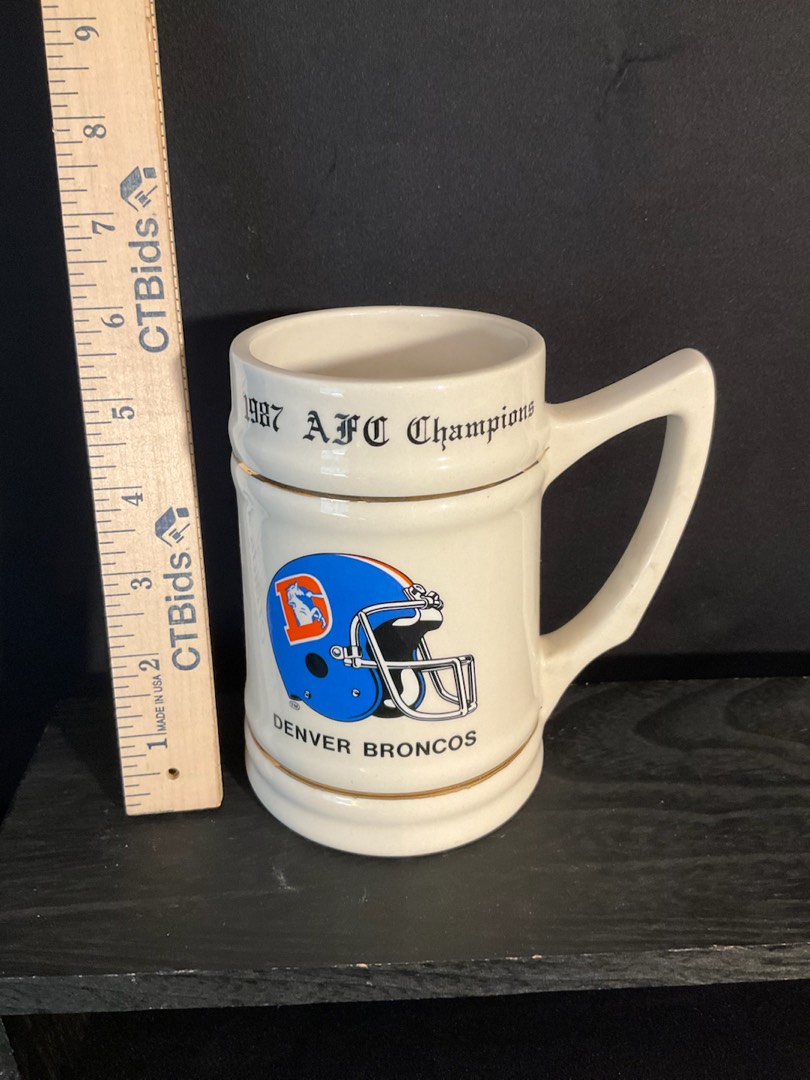 9
8
CTBids
7
6
5
4
CTBids
3
2
MADE IN USA
1
1987 AFC Champions
D
TM
DENVER BRONCOS